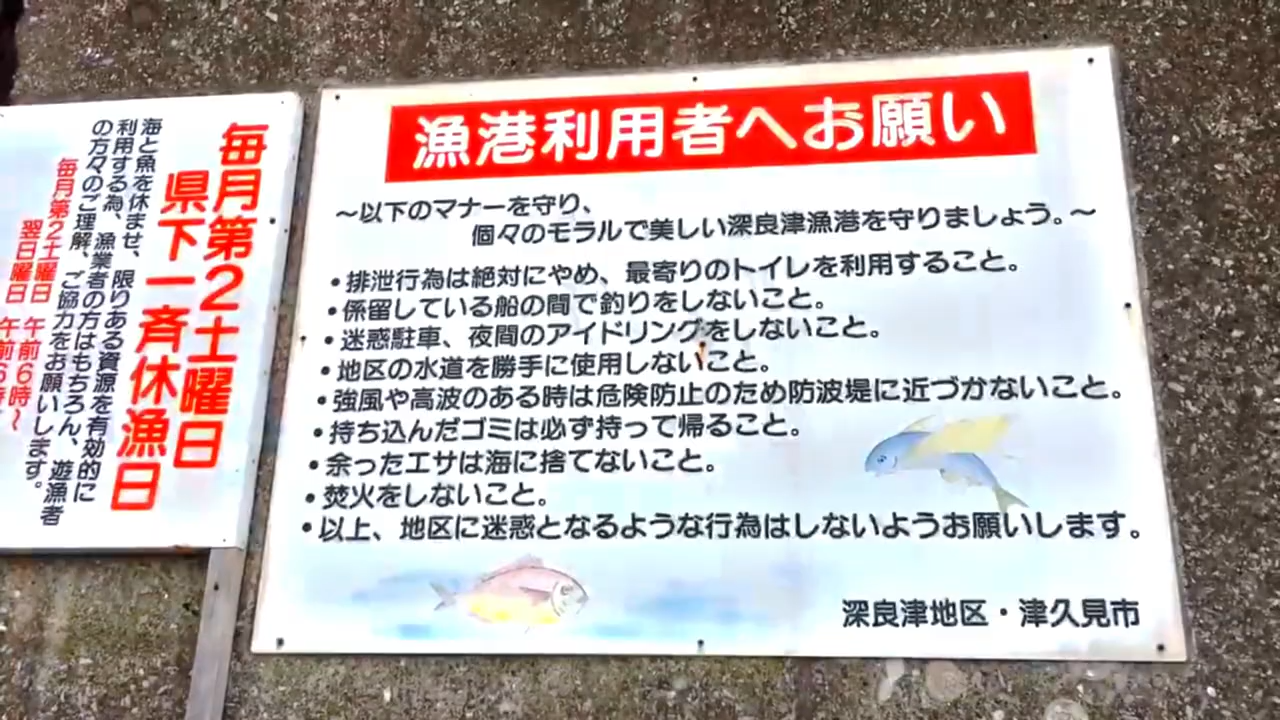 毎月第2土曜日
県下一斉休漁日
海と魚を休ませ、限りある資源を有効的に
利用する為、漁業者の方はもちろん、遊漁者
の方々のご理解、ご協力をお願いします。
毎月第2土曜日 午前6時〜
翌日曜日 午前6時
漁港利用者へお願い
〜以下のマナーを守り、
個々のモラルで美しい深良津漁港を守りましょう。〜
・排泄行為は絶対にやめ、最寄りのトイレを利用すること。
・係留している船の間で釣りをしないこと。
・迷惑駐車、夜間のアイドリングをしないこと。
・地区の水道を勝手に使用しないこと。
・強風や高波のある時は危険防止のため防波堤に近づかないこと。
・持ち込んだゴミは必ず持って帰ること。
・余ったエサは海に捨てないこと。
・焚火をしないこと。
・以上、地区に迷惑となるような行為はしないようお願いします。
深良津地区・津久見市